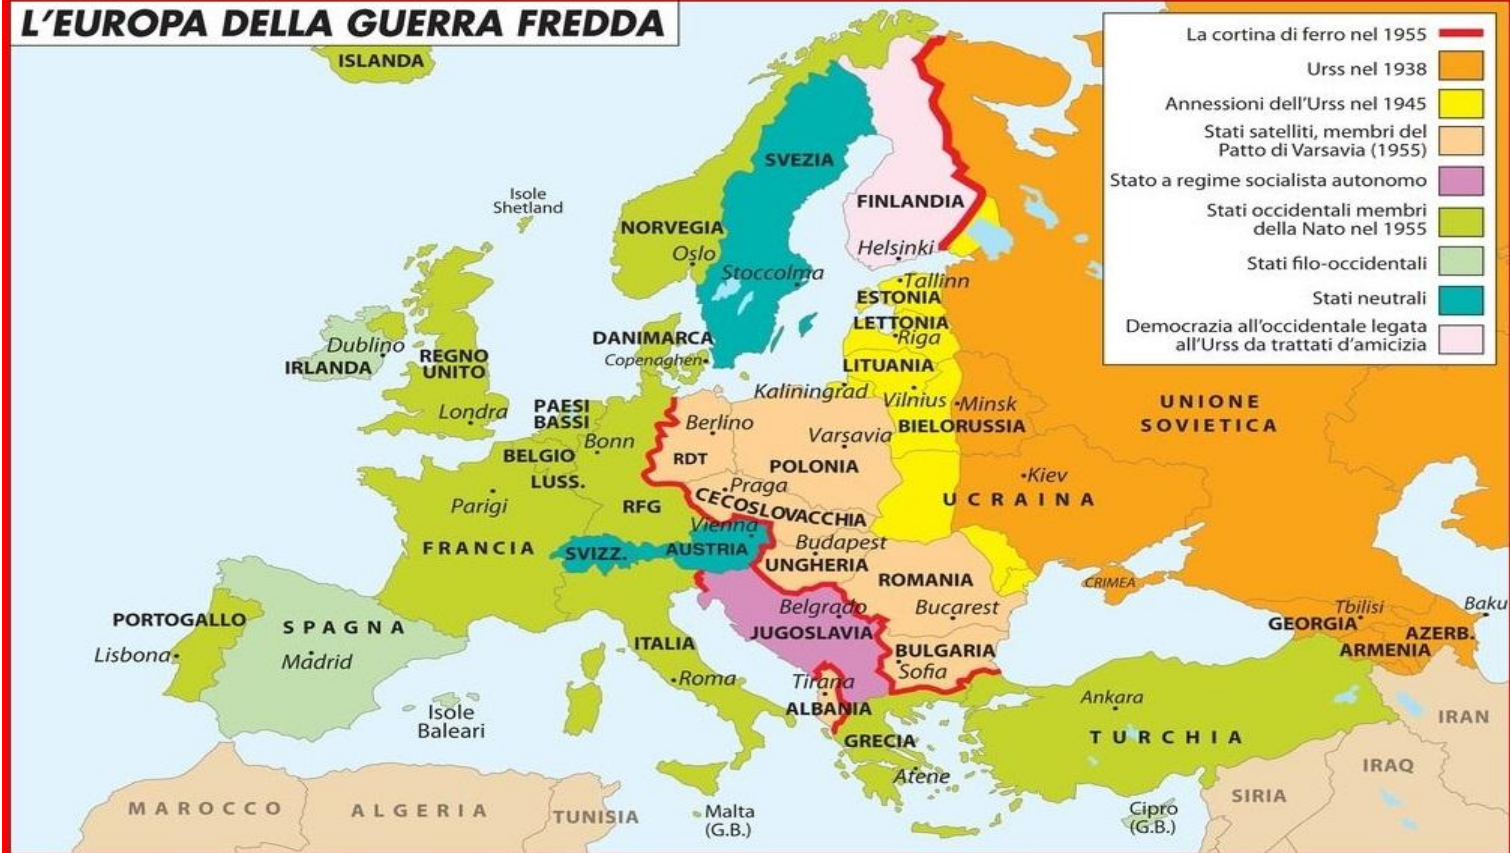 L'EUROPA DELLA GUERRA FREDDA
La cortina di ferro nel 1955
Urss nel 1938
Annessioni dell'Urss nel 1945
Stati satelliti, membri del
Patto di Varsavia (1955)
Stato a regime socialista autonomo
Stati occidentali membri
della Nato nel 1955
Stati filo-occidentali
Stati neutrali
Democrazia all'occidentale legata
all'Urss da trattati d'amicizia
ISLANDA
SVEZIA
Isole
Shetland
FINLANDIA
NORVEGIA
Oslo
Helsinki
Stoccolma
Tallinn
ESTONIA
LETTONIA
Riga
DANIMARCA
Copenaghen
Dublino
IRLANDA
REGNO
UNITO
LITUANIA
Kaliningrad
Vilnius
Minsk
BIELORUSSIA
UNIONE
SOVIETICA
Londra
PAESI
BASSI
Bonn
Berlino
Varsavia
BELGIO
LUSS.
RDT
POLONIA
Kiev
UCRAINA
Parigi
RFG
Praga
CECOSLOVACCHIA
Vienna
FRANCIA
SVIZZ.
AUSTRIA
Budapest
UNGHERIA
ROMANIA
CRIMEA
Belgrado
Bucarest
Tbilisi
Baku
GEORGIA
AZERB.
ARMENIA
PORTOGALLO
SPAGNA
Lisbona
Madrid
ITALIA
JUGOSLAVIA
BULGARIA
Sofia
Roma
Tirana
ALBANIA
Ankara
Isole
Baleari
GRECIA
TURCHIA
IRAN
Atene
IRAQ
MAROCCO
ALGERIA
TUNISIA
Malta
(G.B.)
Cipro
(G.B.)
SIRIA